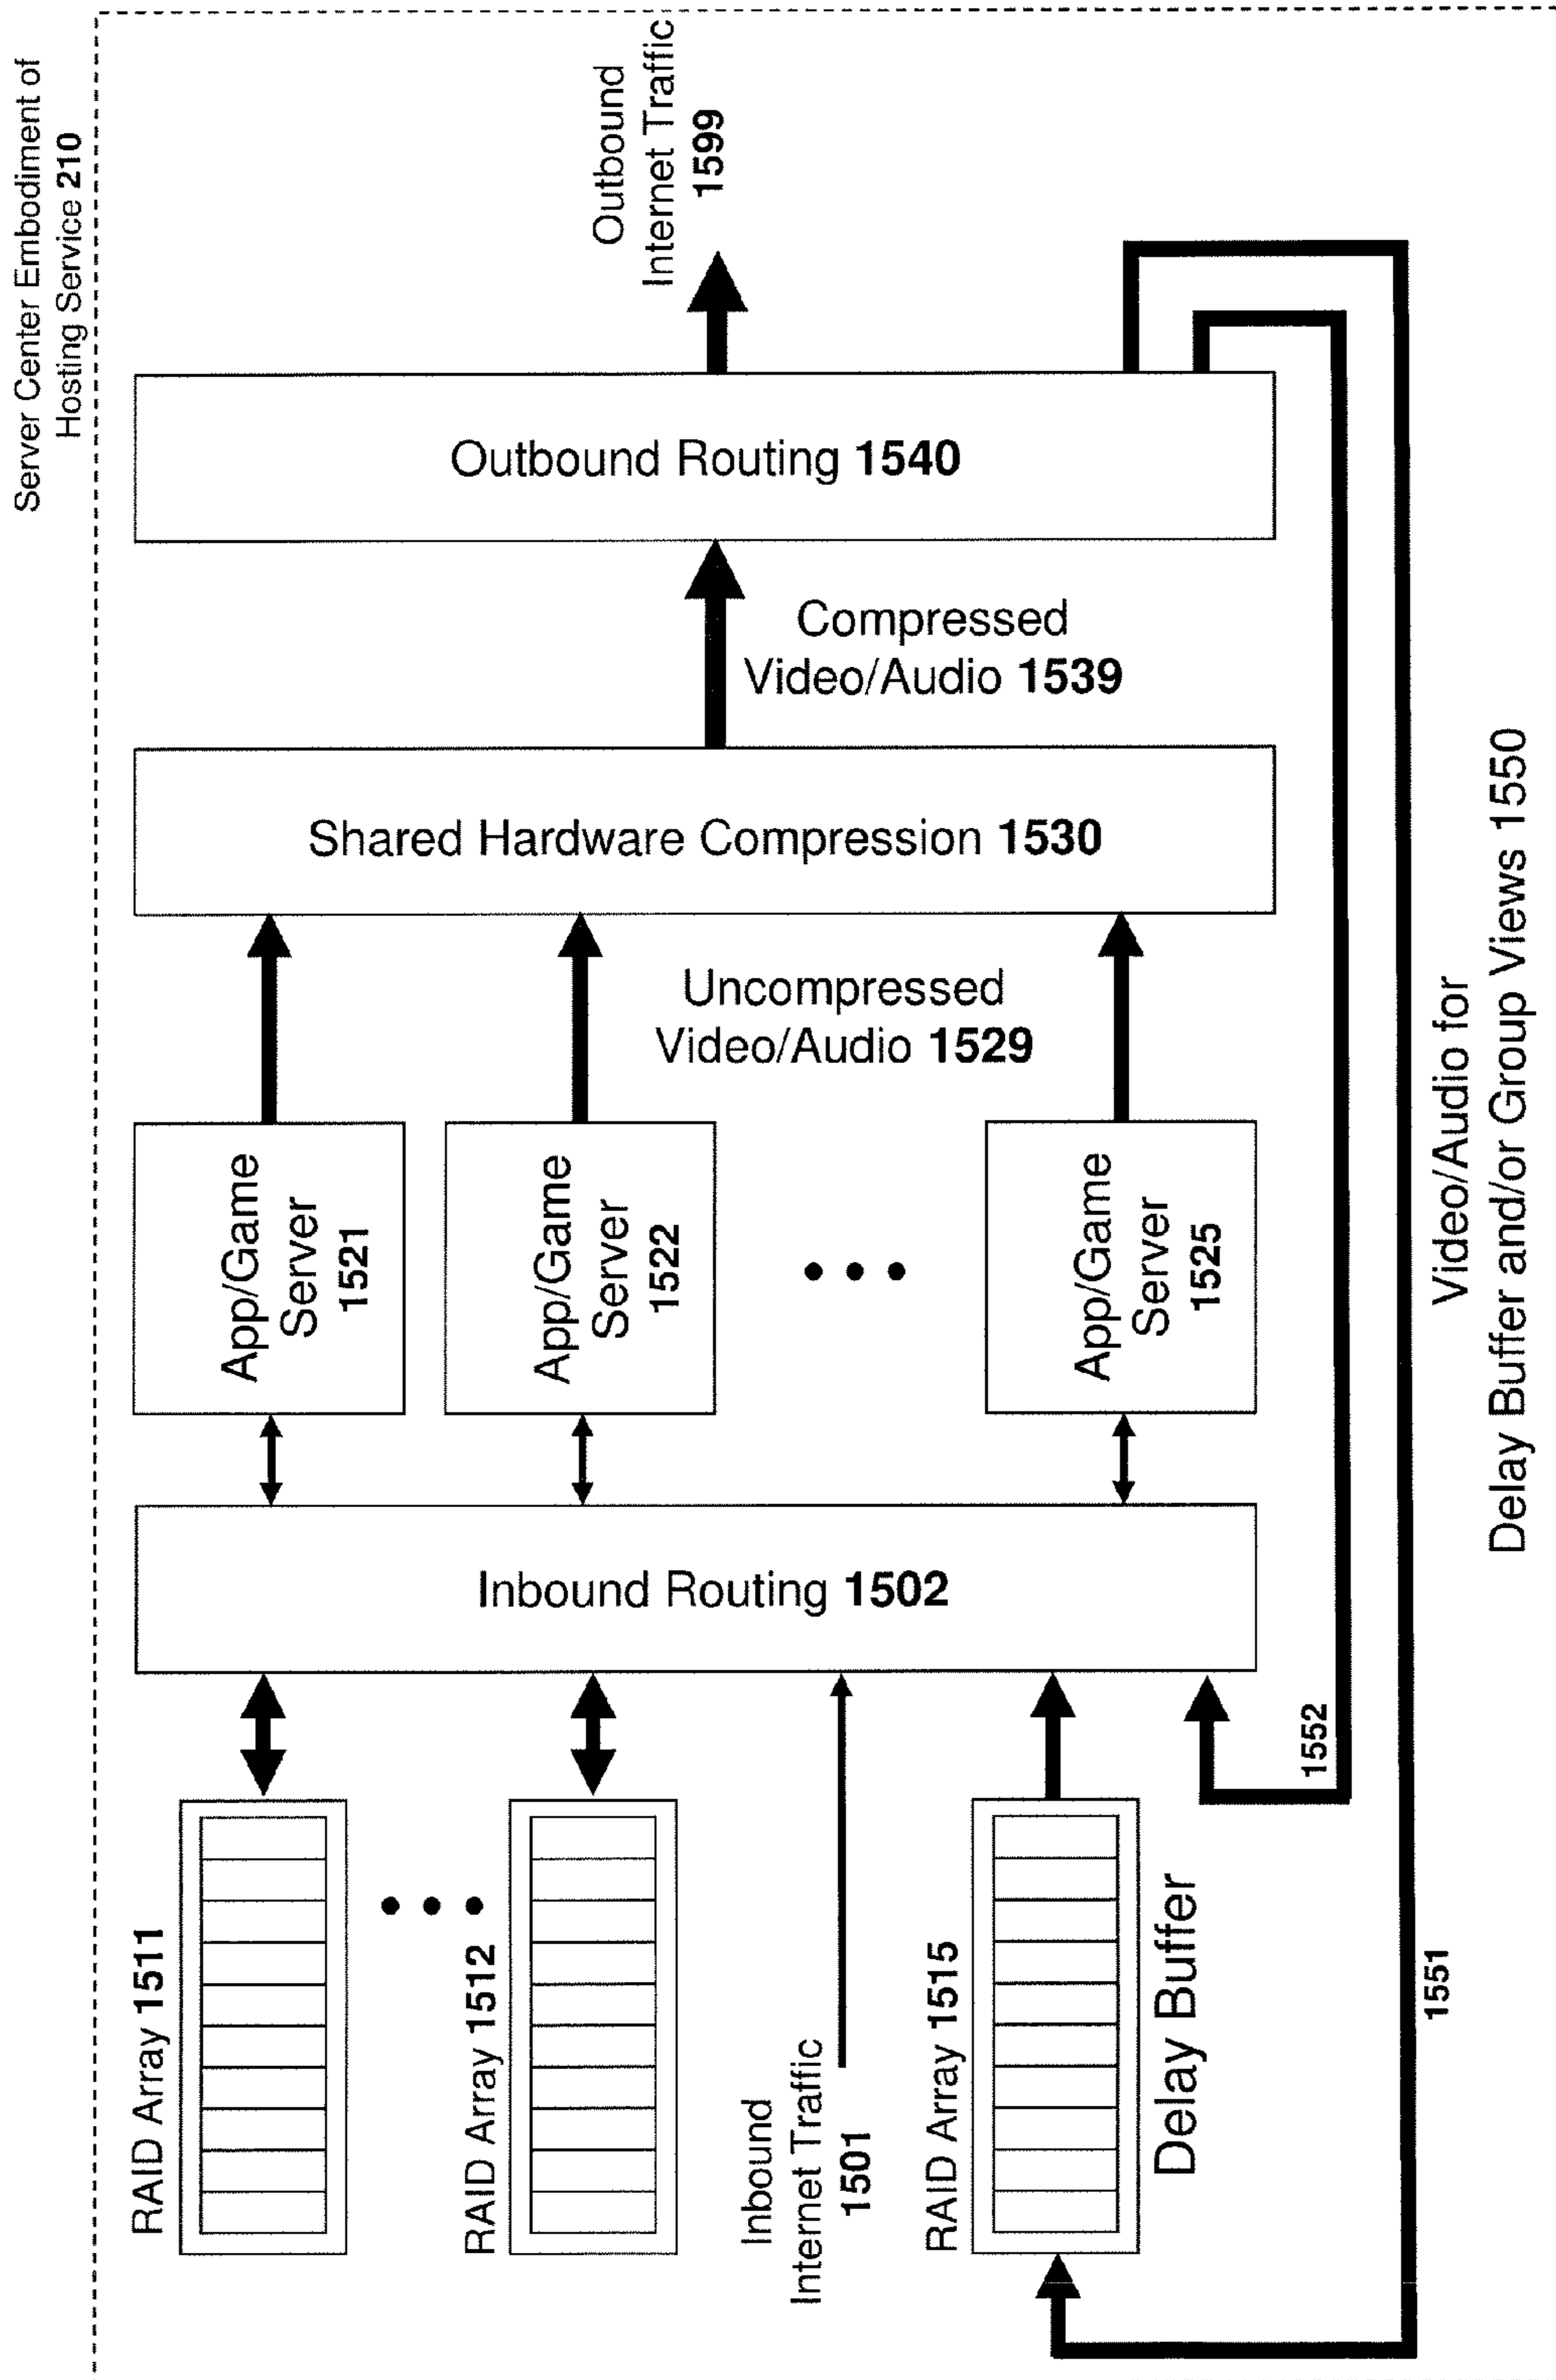 Server Center Embodiment of
Hosting Service 210
RAID Array 1511
RAID Array 1512
Inbound
Internet Traffic
1501
RAID Array 1515
Delay Buffer
Inbound Routing 1502
App/Game
Server
1521
App/Game
Server
1522
App/Game
Server
1525
Uncompressed
Video/Audio 1529
Shared Hardware Compression 1530
Compressed
Video/Audio 1539
Outbound Routing 1540
Outbound
Internet Traffic
1599
1552
1551
Video/Audio for
Delay Buffer and/or Group Views 1550